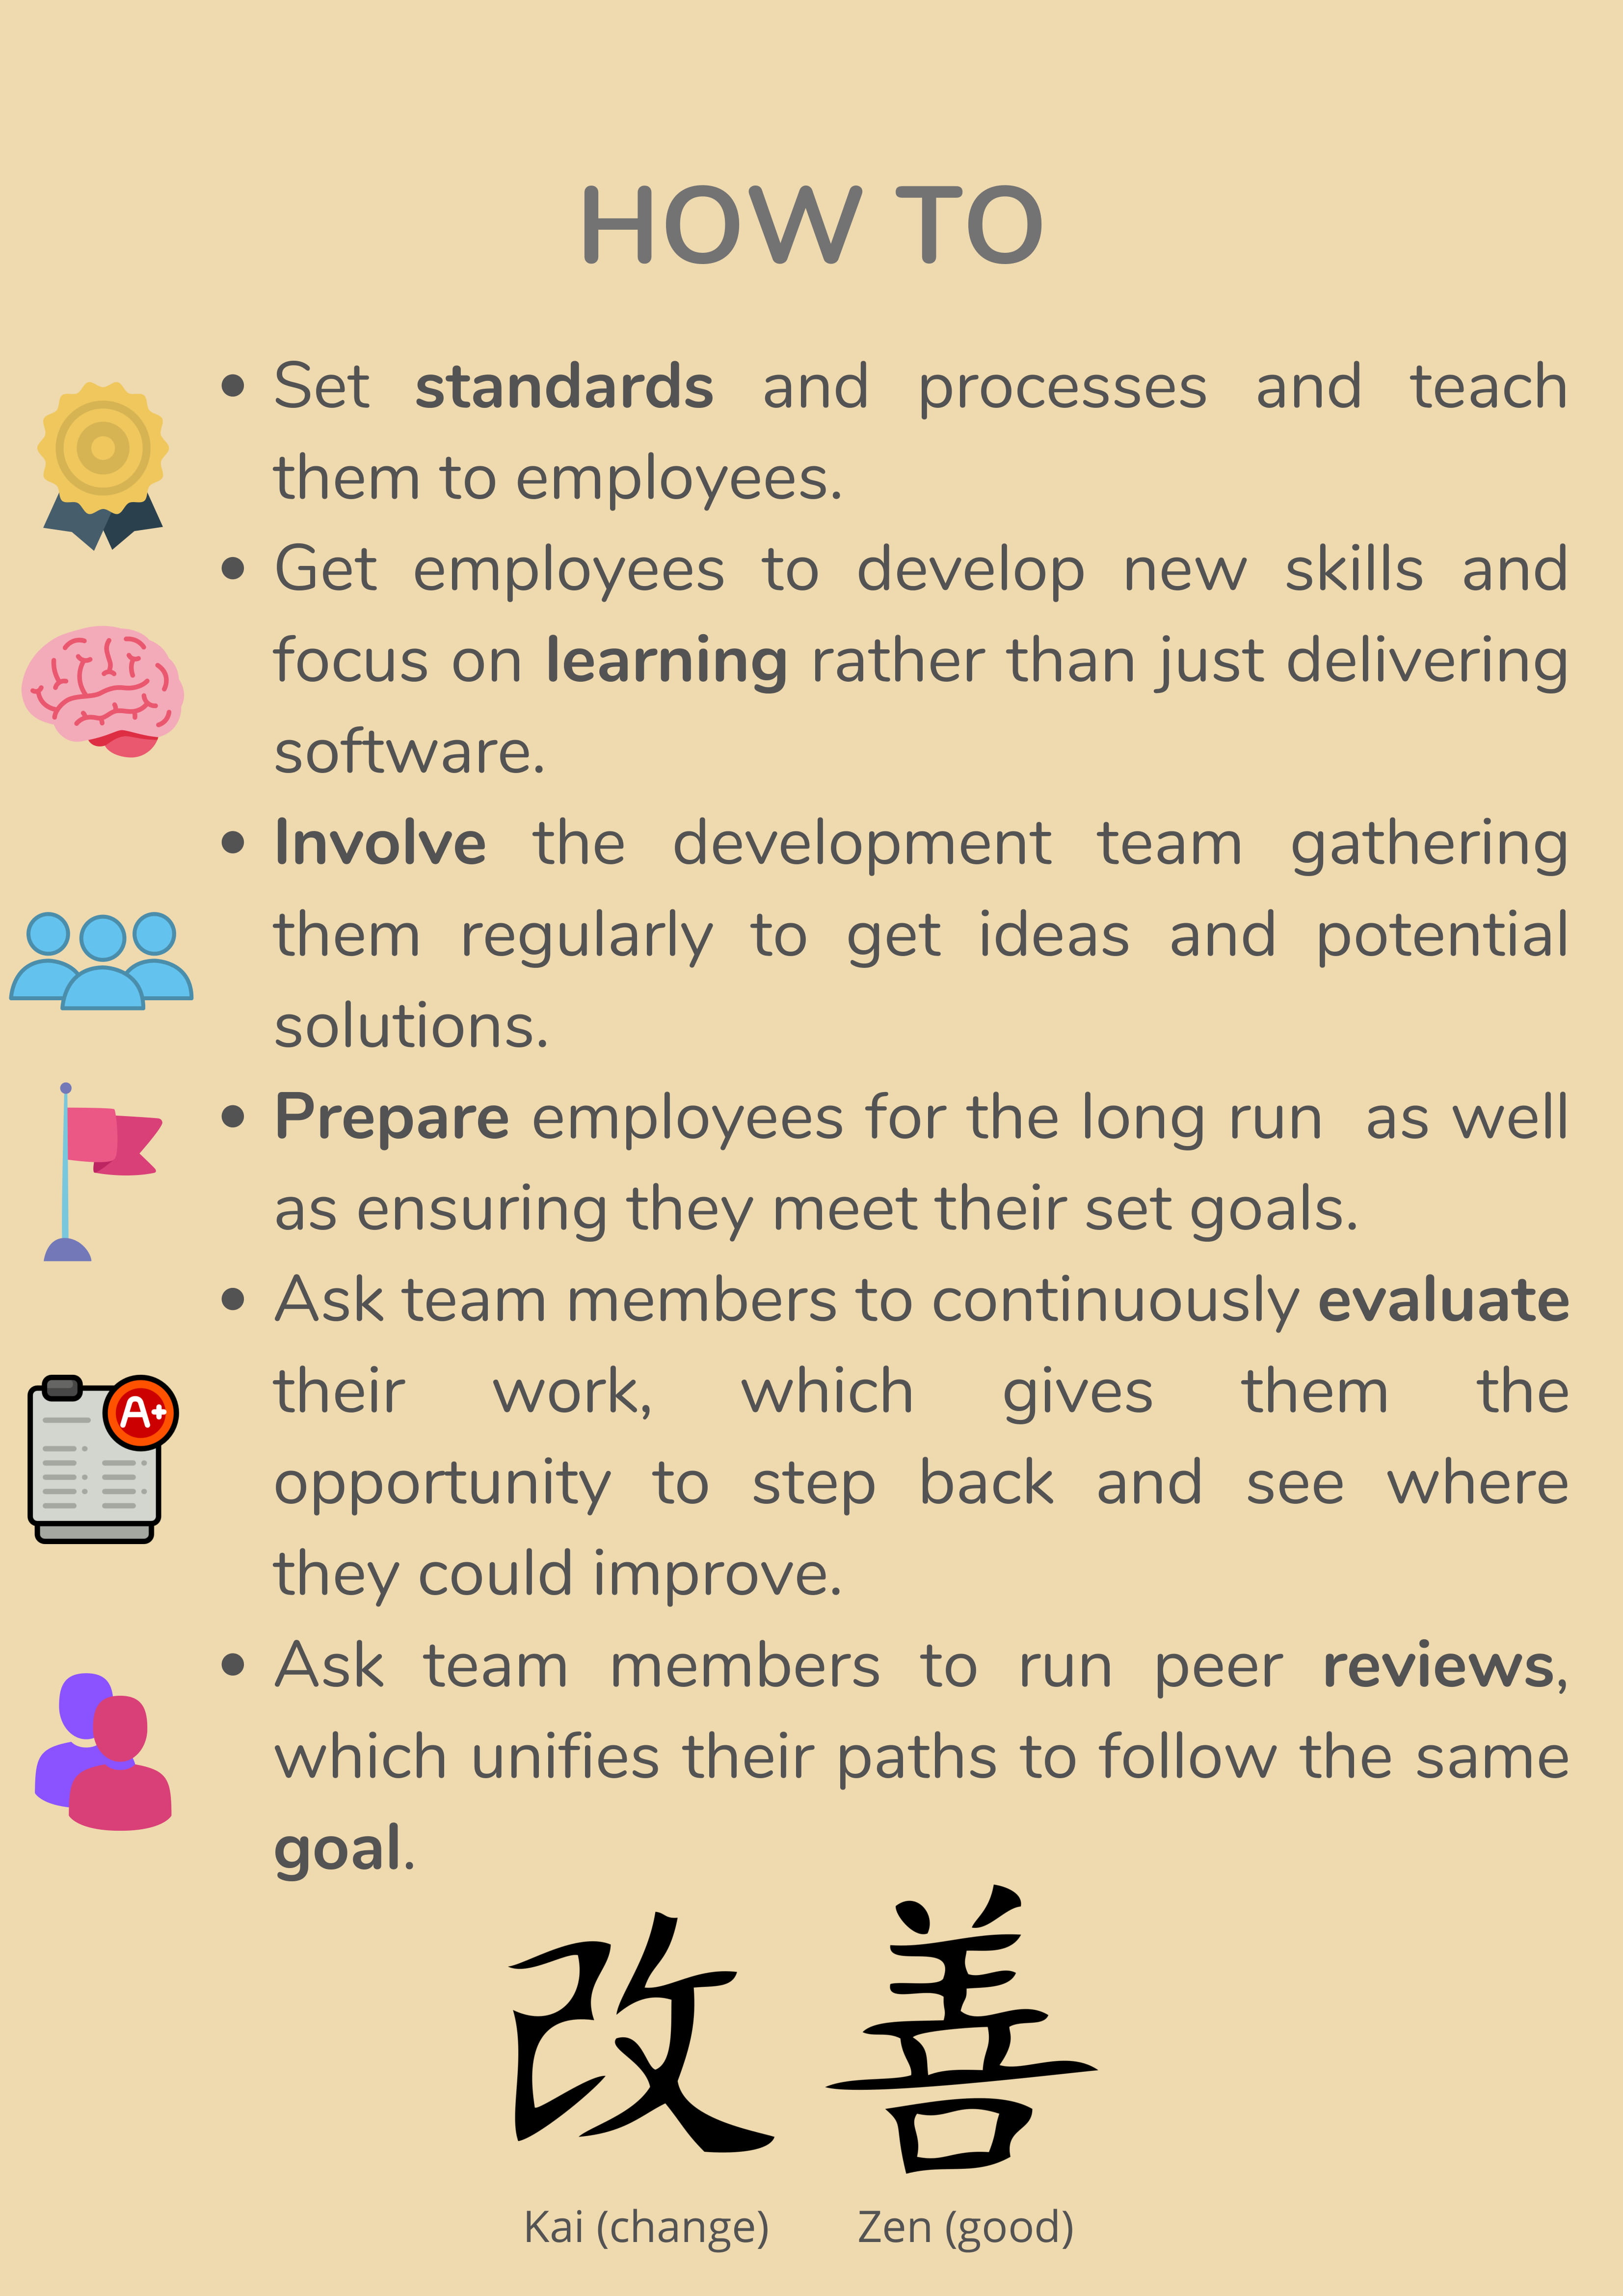 HOW TO
Set standards and processes and teach
them to employees.
Get employees to develop new skills and
focus on learning rather than just delivering
software.
Involve the development team gathering
them regularly to get ideas and potential
solutions.
Prepare employees for the long run  as well
as ensuring they meet their set goals.
Ask team members to continuously evaluate
their work, which gives them the
opportunity to step back and see where
they could improve.
A+
Ask team members to run peer reviews,
which unifies their paths to follow the same
goal.
改善
Kai (change) Zen (good)